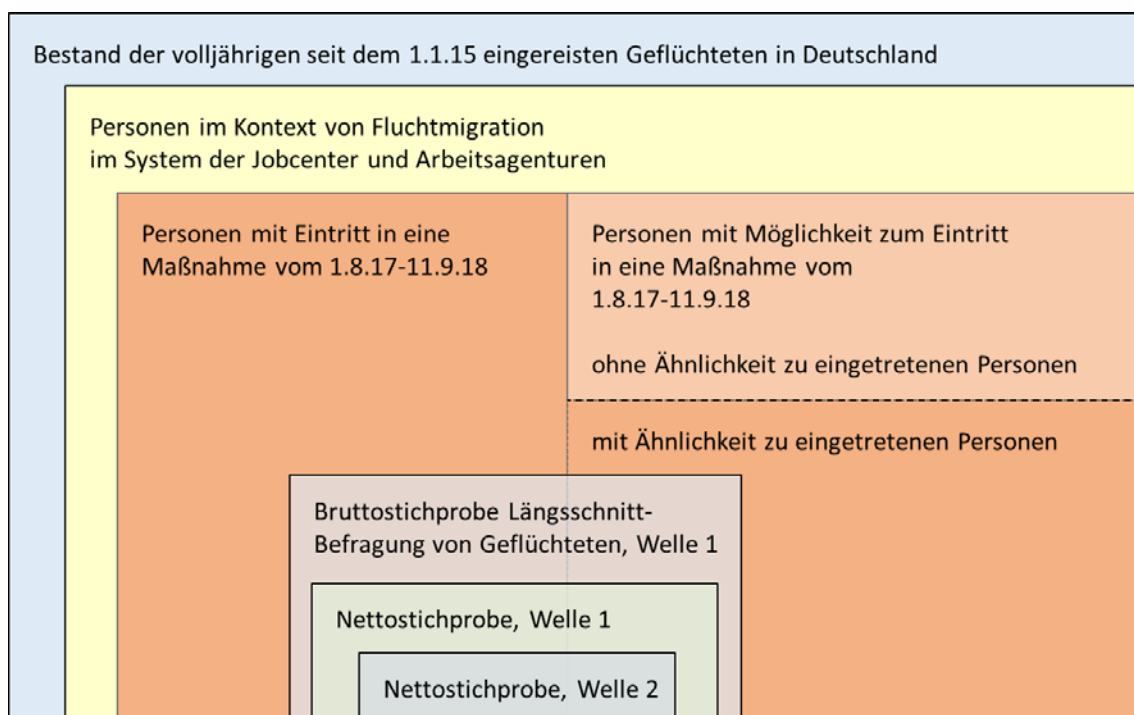 Bestand der volljährigen seit dem 1.1.15 eingereisten Geflüchteten in Deutschland
Personen im Kontext von Fluchtmigration
im System der Jobcenter und Arbeitsagenturen
Personen mit Eintritt in eine
Maßnahme vom 1.8.17-11.9.18
Personen mit Möglichkeit zum Eintritt
in eine Maßnahme vom
1.8.17-11.9.18
ohne Ähnlichkeit zu eingetretenen Personen
mit Ähnlichkeit zu eingetretenen Personen
Bruttostichprobe Längsschnitt-
Befragung von Geflüchteten, Welle 1
Nettostichprobe, Welle 1
Nettostichprobe, Welle 2